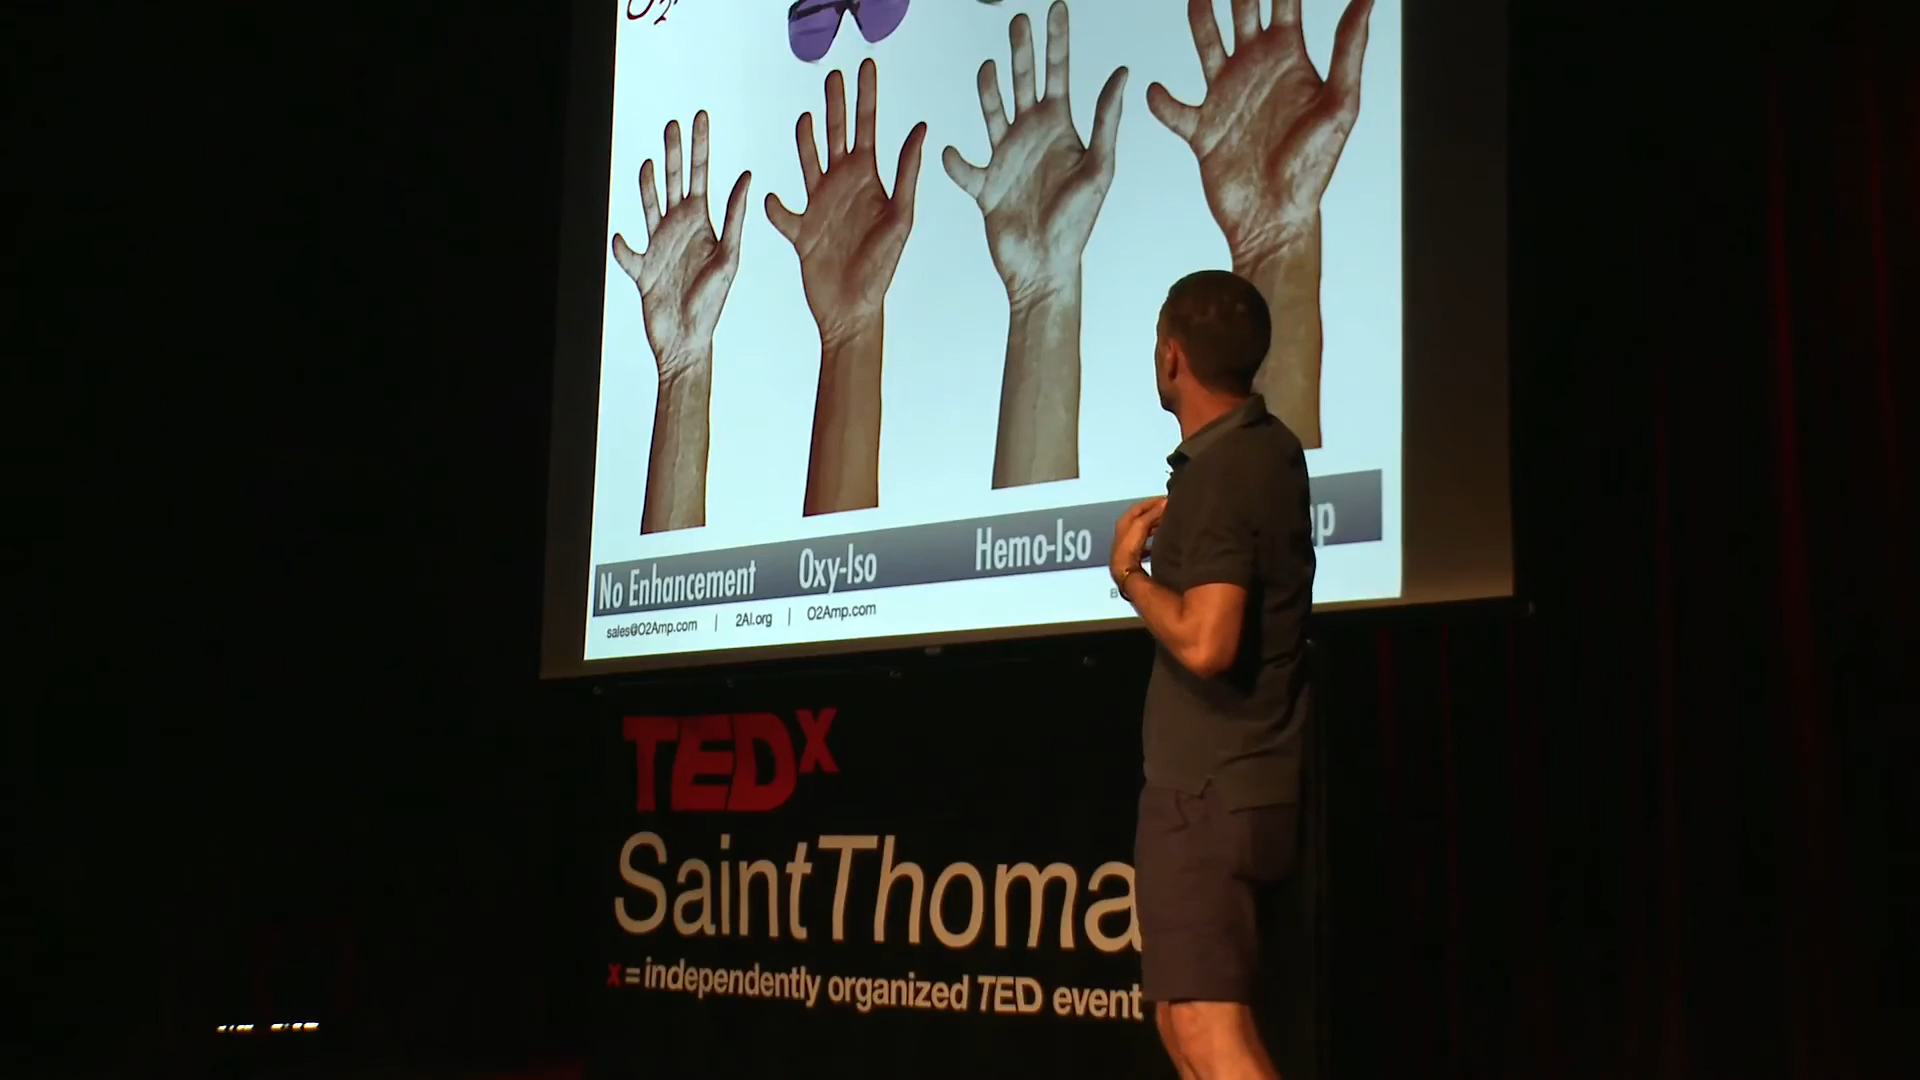 O2
No Enhancement Oxy-Iso Hemo-Iso
sales@O2Amp.com | 2AI.org | O2Amp.com
TEDx
SaintThoma
x = independently organized TED event